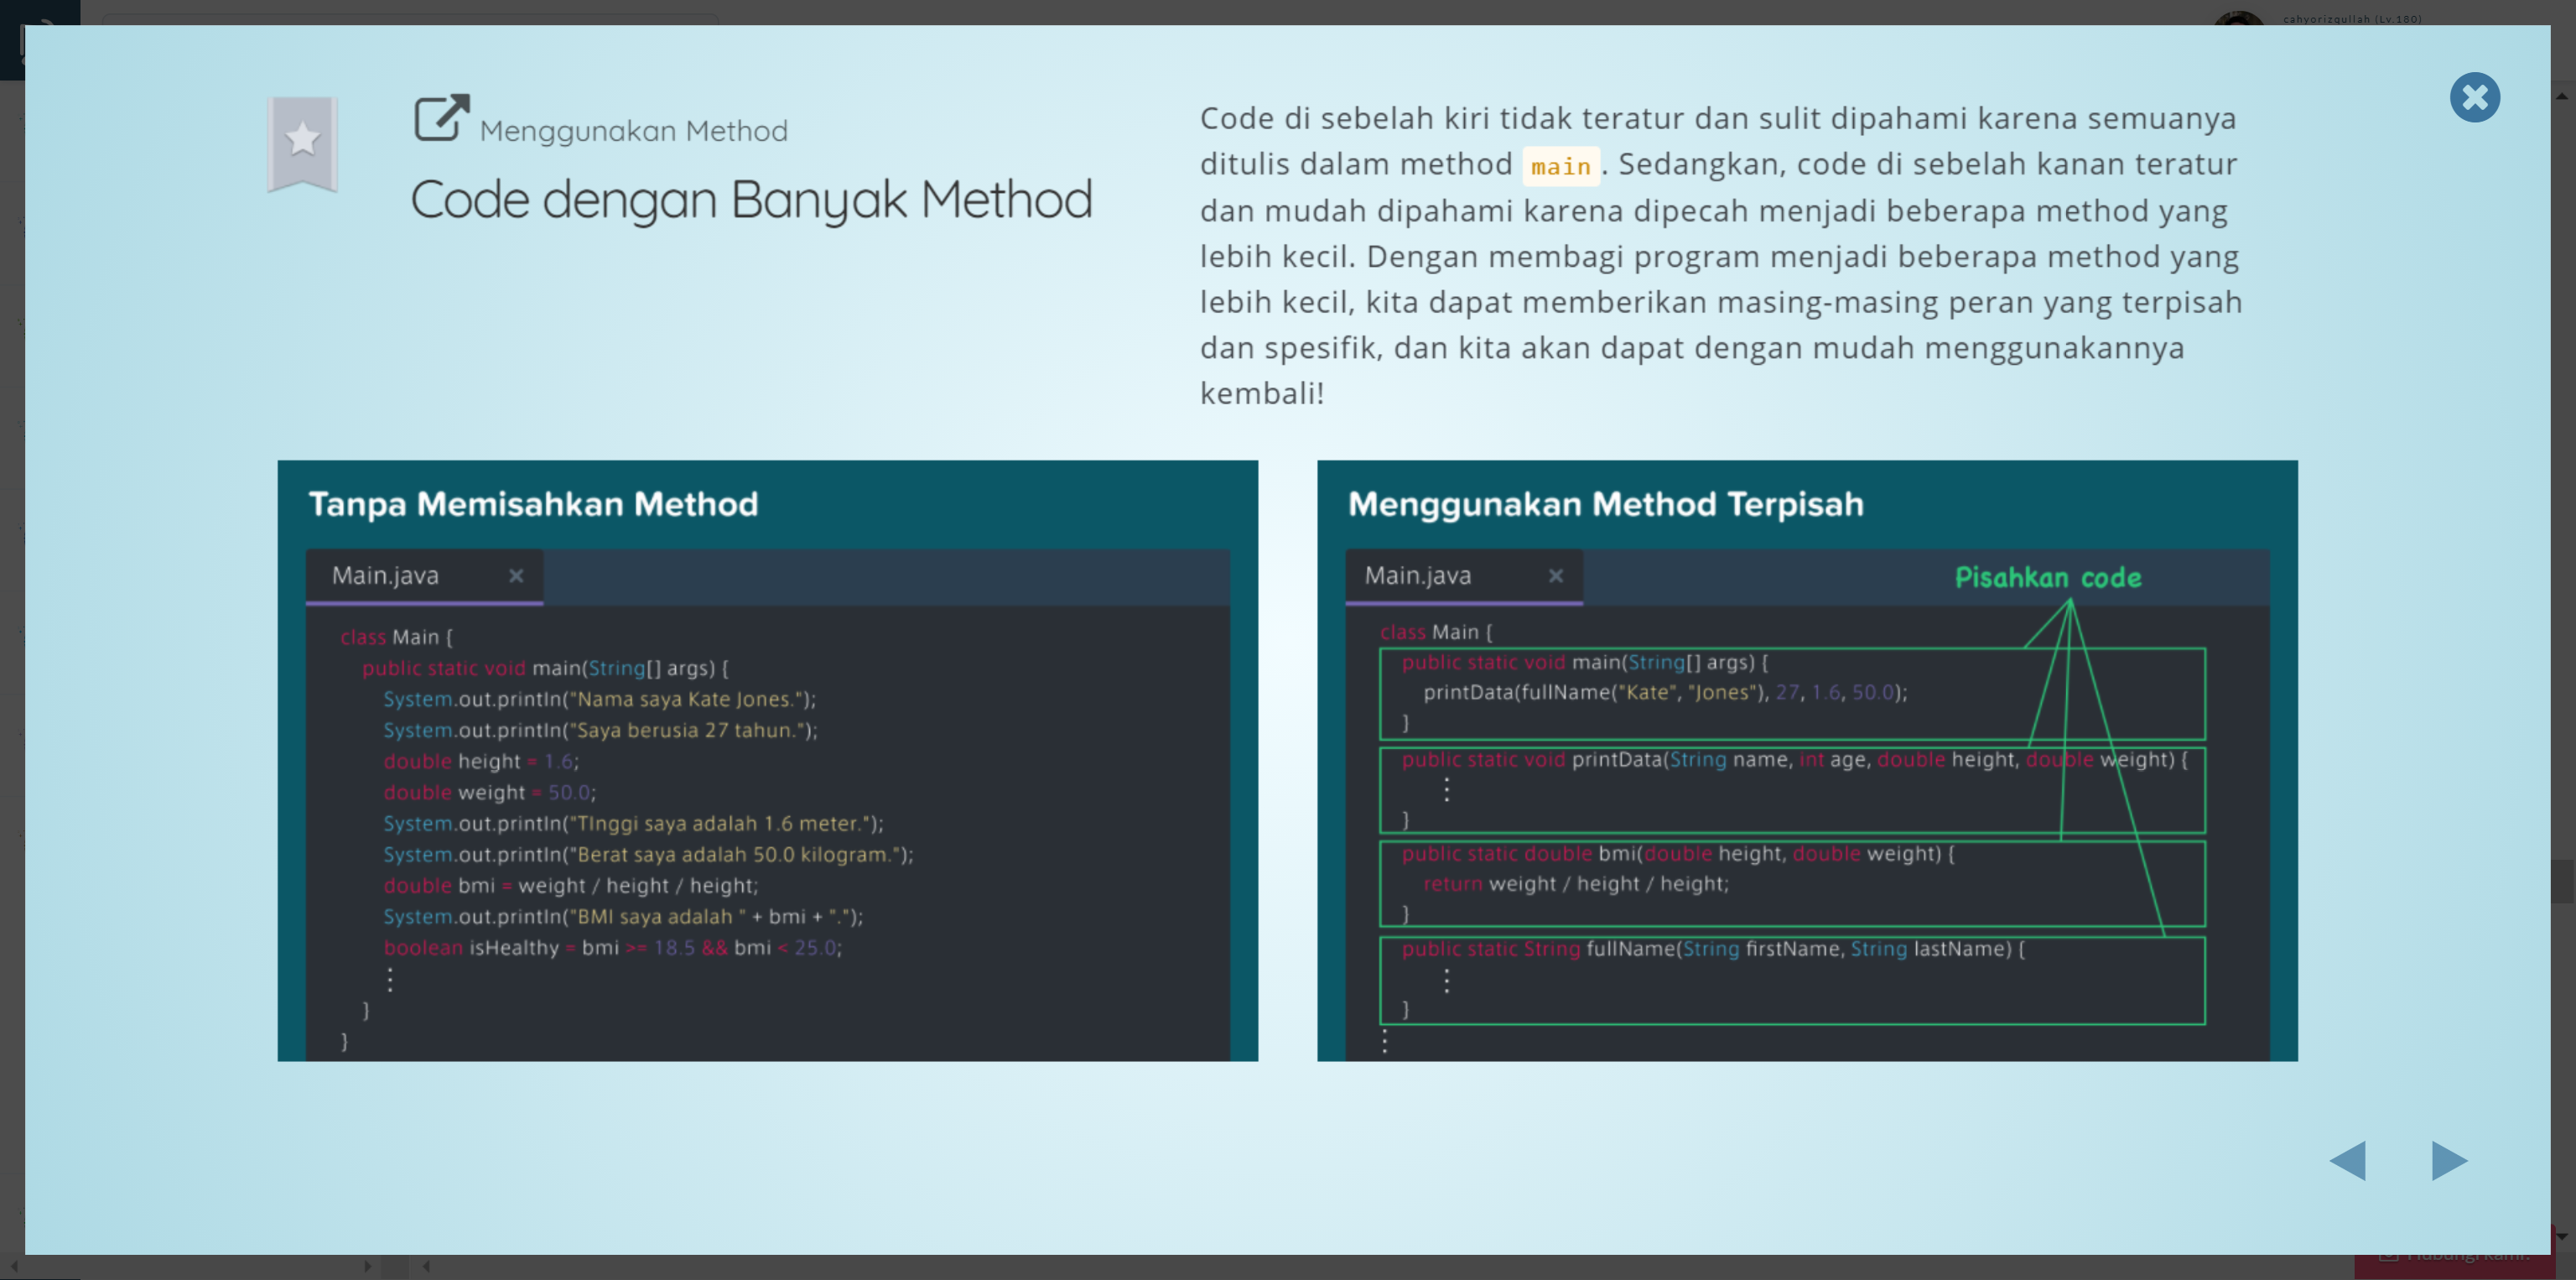 cahyorizqullah (Lv.180)
Menggunakan Method
Code dengan Banyak Method
Code di sebelah kiri tidak teratur dan sulit dipahami karena semuanya
ditulis dalam method main. Sedangkan, code di sebelah kanan teratur
dan mudah dipahami karena dipecah menjadi beberapa method yang
lebih kecil. Dengan membagi program menjadi beberapa method yang
lebih kecil, kita dapat memberikan masing-masing peran yang terpisah
dan spesifik, dan kita akan dapat dengan mudah menggunakannya
kembali!
Tanpa Memisahkan Method
Main.java
class Main {
public static void main(String[] args) {
System.out.println("Nama saya Kate Jones.");
System.out.println("Saya berusia 27 tahun.");
double height = 1.6;
double weight = 50.0;
System.out.println("TInggi saya adalah 1.6 meter.");
System.out.println("Berat saya adalah 50.0 kilogram.");
double bmi = weight / height / height;
System.out.println("BMI saya adalah " + bmi + ".");
boolean isHealthy = bmi >= 18.5 && bmi < 25.0;
⋮
}
}
Menggunakan Method Terpisah
Main.java
Pisahkan code
class Main {
public static void main(String[] args) {
printData(fullName("Kate", "Jones"), 27, 1.6, 50.0);
}
public static void printData(String name, int age, double height, double weight) {
⋮
}
public static double bmi(double height, double weight) {
return weight / height / height;
}
public static String fullName(String firstName, String lastName) {
⋮
}
⋮